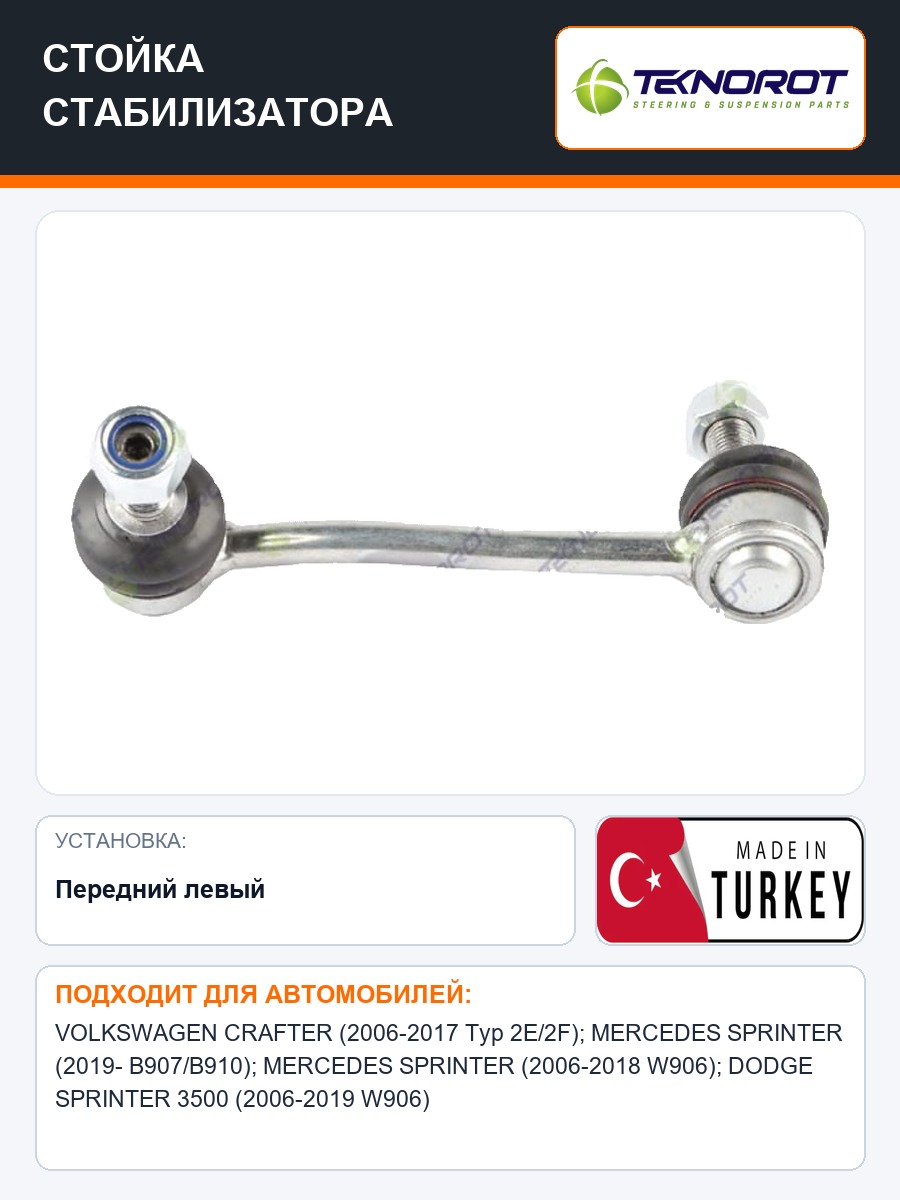 СТОЙКА
СТАБИЛИЗАТОРА
TEKNOROT
STEERING & SUSPENSION PARTS
УСТАНОВКА:
Передний левый
MADE IN
TURKEY
ПОДХОДИТ ДЛЯ АВТОМОБИЛЕЙ:
VOLKSWAGEN CRAFTER (2006-2017 Typ 2E/2F); MERCEDES SPRINTER
(2019- B907/B910); MERCEDES SPRINTER (2006-2018 W906); DODGE
SPRINTER 3500 (2006-2019 W906)